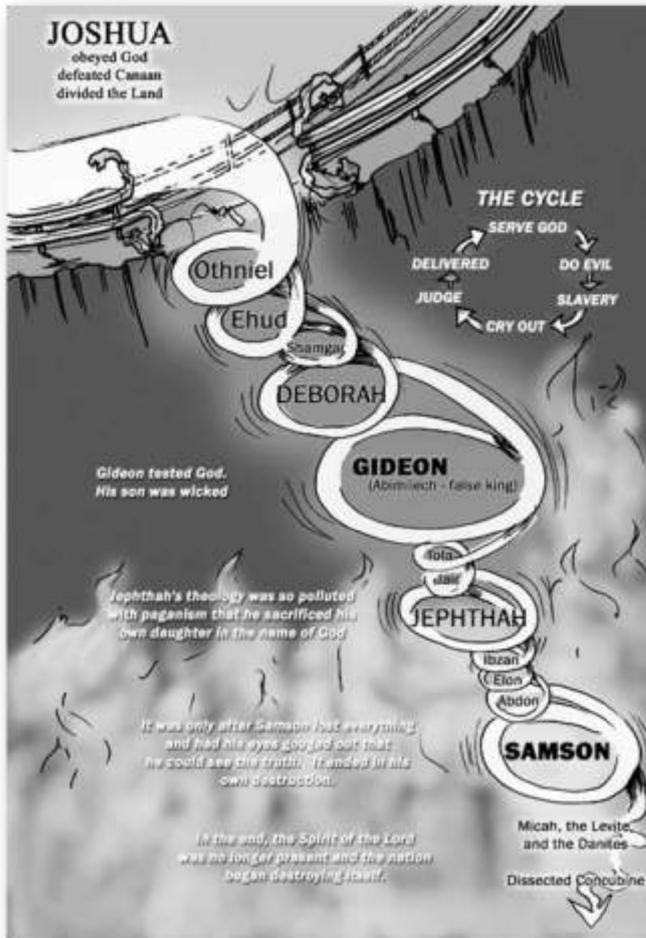 JOSHUA
obeyed God
defeated Canaan
divided the Land
THE CYCLE
SERVE GOD
DELIVERED
DO EVIL
JUDGE
SLAVERY
CRY OUT
Othniel
Ehud
Shamgar
DEBORAH
GIDEON
(Abimilech - false king)
Gideon tested God.
His son was wicked
Tola
Jair
Jephthah's theology was so polluted
with paganism that he sacrificed his
own daughter in the name of God
JEPHTHAH
Ibzan
Elon
Abdon
It was only after Samson lost everything
and had his eyes gouged out that
he could see the truth. It ended in his
own destruction.
SAMSON
In the end, the Spirit of the Lord
was no longer present and the nation
began destroying itself.
Micah, the Levite,
and the Danites
Dissected Concubine